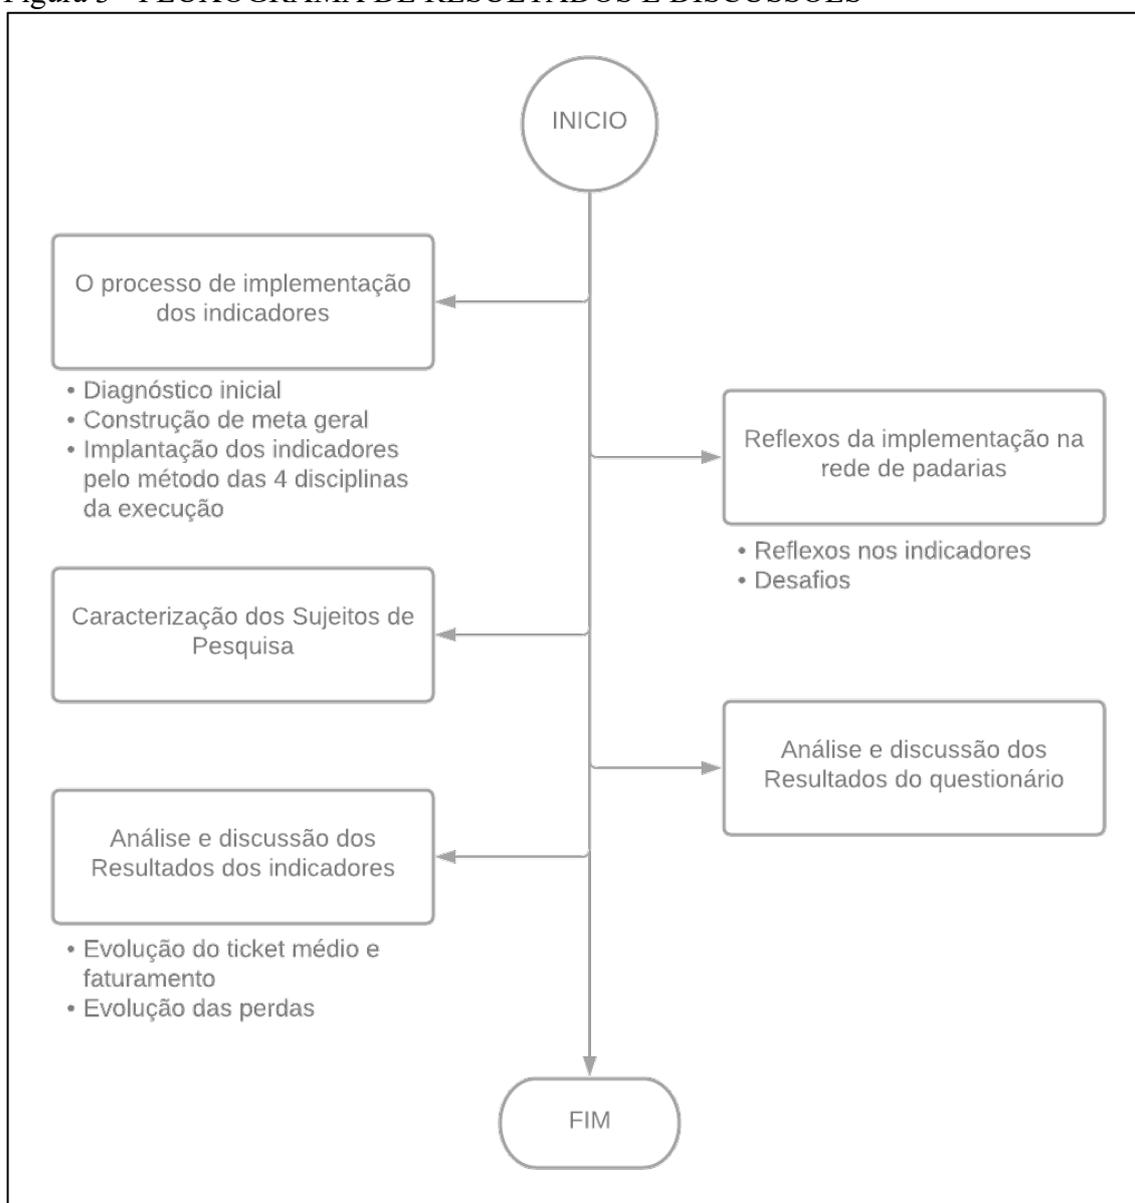 Figura 3 - FLUXOGRAMA DE RESULTADOS E DISCUSSÕES
INICIO
O processo de implementação
dos indicadores
• Diagnóstico inicial
• Construção de meta geral
• Implantação dos indicadores
pelo método das 4 disciplinas
da execução
Reflexos da implementação na
rede de padarias
• Reflexos nos indicadores
• Desafios
Caracterização dos Sujeitos de
Pesquisa
Análise e discussão dos
Resultados do questionário
Análise e discussão dos
Resultados dos indicadores
• Evolução do ticket médio e
faturamento
• Evolução das perdas
FIM